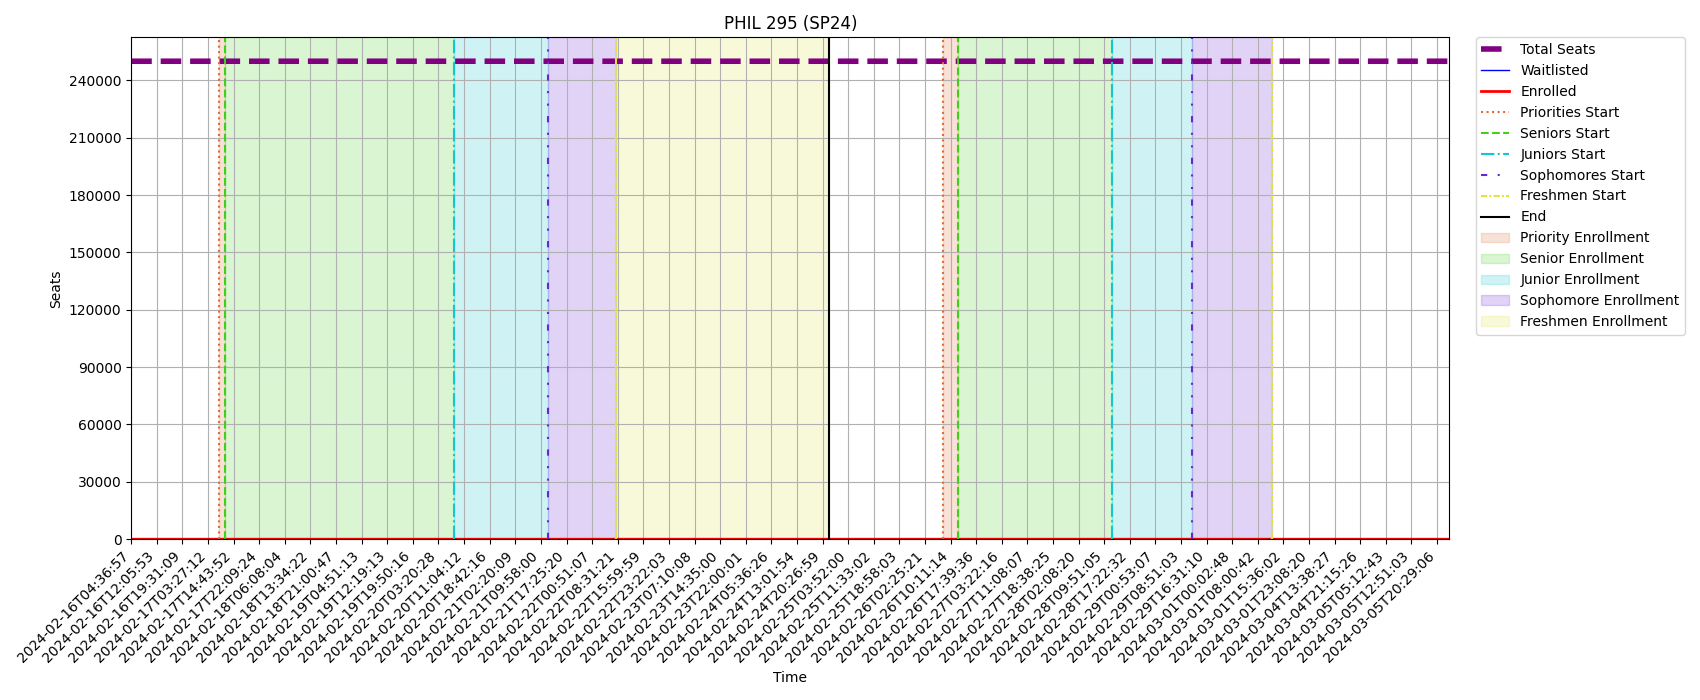 PHIL 295 (SP24)
Seats
240000
210000
180000
150000
120000
90000
60000
30000
0
2024-02-16T04:36:57
2024-02-16T12:05:53
2024-02-16T19:31:09
2024-02-17T03:27:12
2024-02-17T14:43:52
2024-02-17T22:09:24
2024-02-18T06:08:04
2024-02-18T13:34:22
2024-02-18T21:00:47
2024-02-19T04:51:13
2024-02-19T12:19:13
2024-02-19T19:50:16
2024-02-20T03:20:28
2024-02-20T11:04:12
2024-02-20T18:42:16
2024-02-21T02:20:09
2024-02-21T09:58:00
2024-02-21T17:25:20
2024-02-22T00:51:07
2024-02-22T08:31:21
2024-02-22T15:59:59
2024-02-22T23:22:03
2024-02-23T07:10:08
2024-02-23T14:35:00
2024-02-23T22:00:01
2024-02-24T05:36:26
2024-02-24T13:01:54
2024-02-24T20:26:59
2024-02-25T03:52:00
2024-02-25T11:33:02
2024-02-25T18:58:03
2024-02-26T02:25:21
2024-02-26T10:11:14
2024-02-26T17:39:36
2024-02-27T03:22:16
2024-02-27T11:08:07
2024-02-27T18:38:25
2024-02-28T02:08:20
2024-02-28T09:51:05
2024-02-28T17:22:32
2024-02-29T00:53:07
2024-02-29T08:51:03
2024-02-29T16:31:10
2024-03-01T00:02:48
2024-03-01T08:00:42
2024-03-01T15:36:02
2024-03-01T23:08:20
2024-03-04T13:38:27
2024-03-04T21:15:26
2024-03-05T05:12:43
2024-03-05T12:51:03
2024-03-05T20:29:06
Time
Total Seats
Waitlisted
Enrolled
Priorities Start
Seniors Start
Juniors Start
Sophomores Start
Freshmen Start
End
Priority Enrollment
Senior Enrollment
Junior Enrollment
Sophomore Enrollment
Freshmen Enrollment